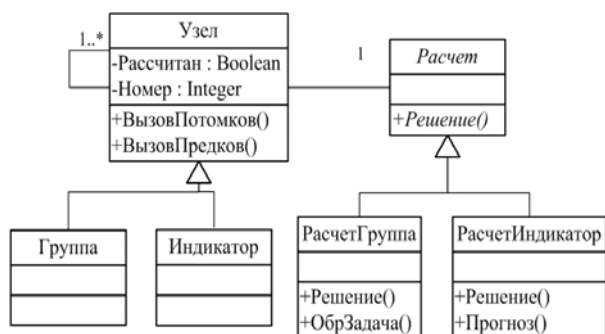 Узел
1..*
-Рассчитан : Boolean
-Номер : Integer
+ВызовПотомков()
+ВызовПредков()
1
Расчет
+Решение()
Группа
Индикатор
РасчетГруппа
+Решение()
+ОбрЗадача()
РасчетИндикатор
+Решение()
+Прогноз()